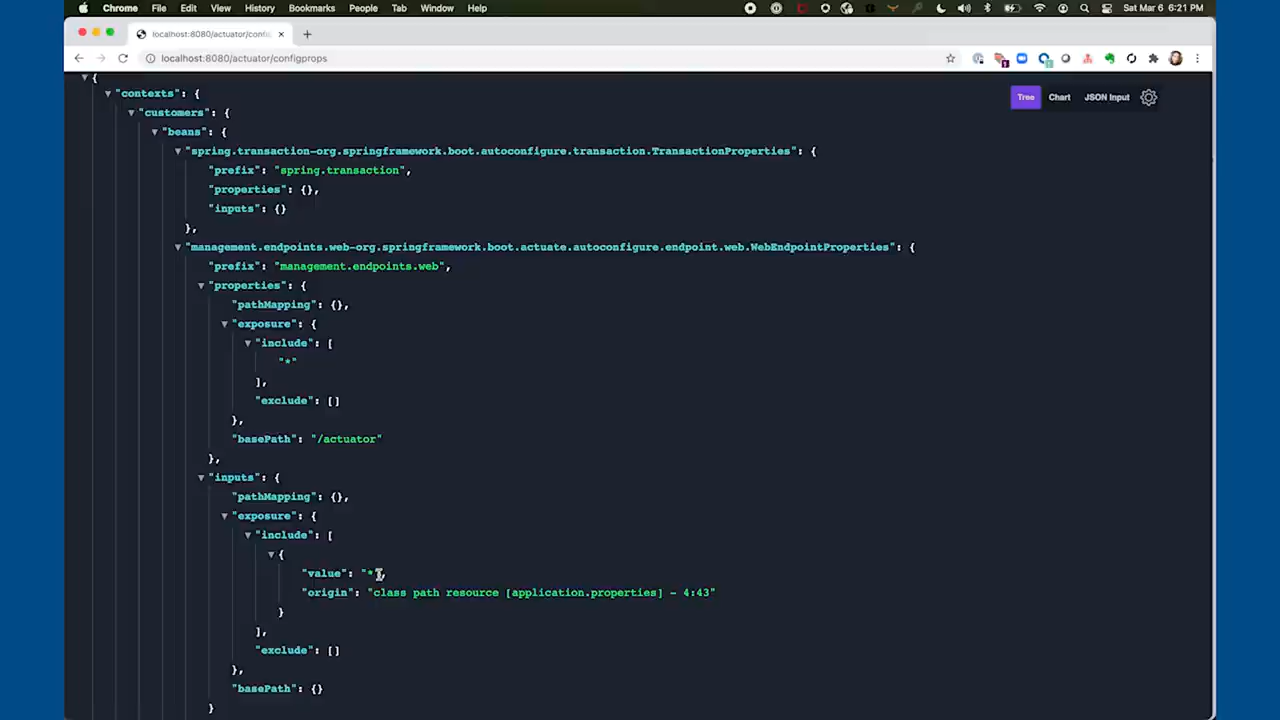 Chrome File Edit View History Bookmarks People Tab Window Help Sat Mar 6 6:21 PM
localhost:8080/actuator/config
localhost:8080/actuator/configprops
Tree Chart JSON Input
{
"contexts": {
"customers": {
"beans": {
"spring.transaction-org.springframework.boot.autoconfigure.transaction.TransactionProperties": {
"prefix": "spring.transaction",
"properties": {},
"inputs": {}
},
"management.endpoints.web-org.springframework.boot.actuate.autoconfigure.endpoint.web.WebEndpointProperties": {
"prefix": "management.endpoints.web",
"properties": {
"pathMapping": {},
"exposure": {
"include": [
"*"
],
"exclude": []
},
"basePath": "/actuator"
},
"inputs": {
"pathMapping": {},
"exposure": {
"include": [
{
"value": "*",
"origin": "class path resource [application.properties] - 4:43"
}
],
"exclude": []
},
"basePath": {}
}